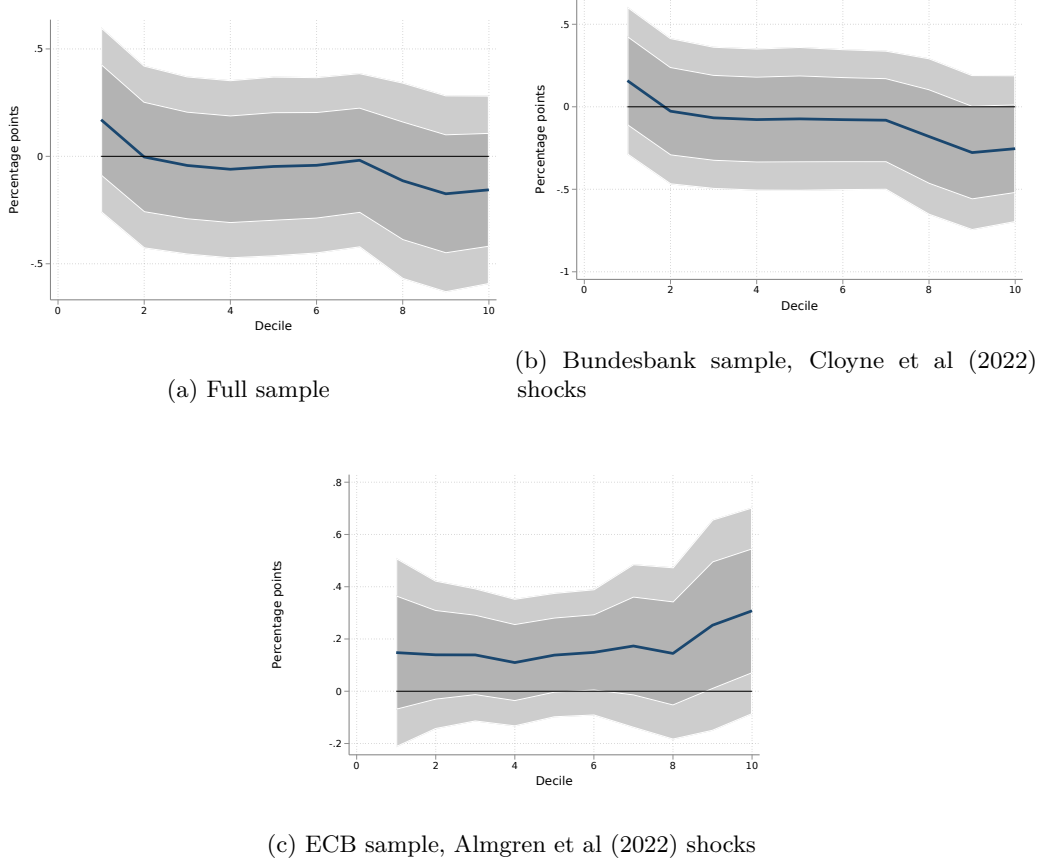 .5
0
-.5
Percentage points
0 2 4 6 8 10
Decile
(a) Full sample
.5
0
-.5
-1
Percentage points
0 2 4 6 8 10
Decile
(b) Bundesbank sample, Cloyne et al (2022)
shocks
.8
.6
.4
.2
0
-.2
Percentage points
0 2 4 6 8 10
Decile
(c) ECB sample, Almgren et al (2022) shocks